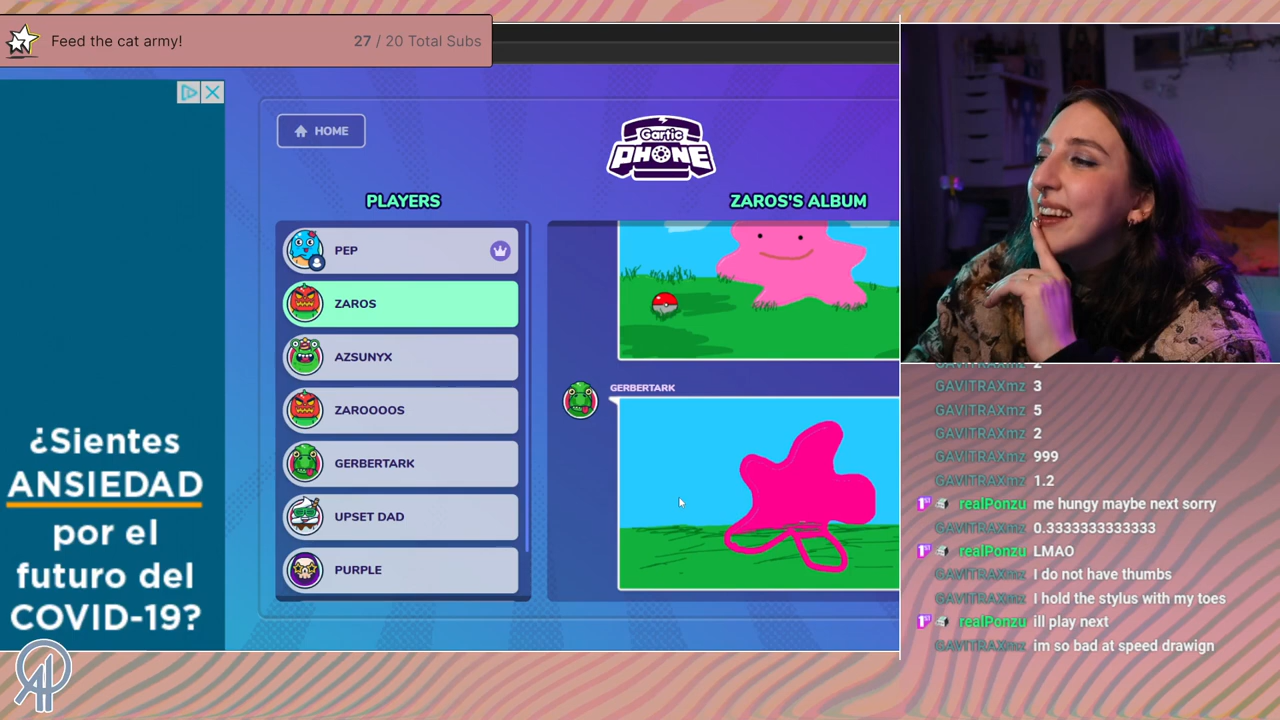 Feed the cat army!
27 / 20 Total Subs
HOME
Gartic
PHONE
PLAYERS
ZAROS'S ALBUM
PEP
ZAROS
AZSUNYX
ZAROOOOS
GERBERTARK
UPSET DAD
PURPLE
GERBERTARK
¿Sientes
ANSIEDAD
por el
futuro del
COVID-19?
GAVITRAXmz 2
GAVITRAXmz 3
GAVITRAXmz 5
GAVITRAXmz 2
GAVITRAXmz 999
GAVITRAXmz 1.2
realPonzu me hungy maybe next sorry
GAVITRAXmz 0.3333333333333
realPonzu LMAO
GAVITRAXmz I do not have thumbs
GAVITRAXmz I hold the stylus with my toes
realPonzu ill play next
GAVITRAXmz im so bad at speed drawign